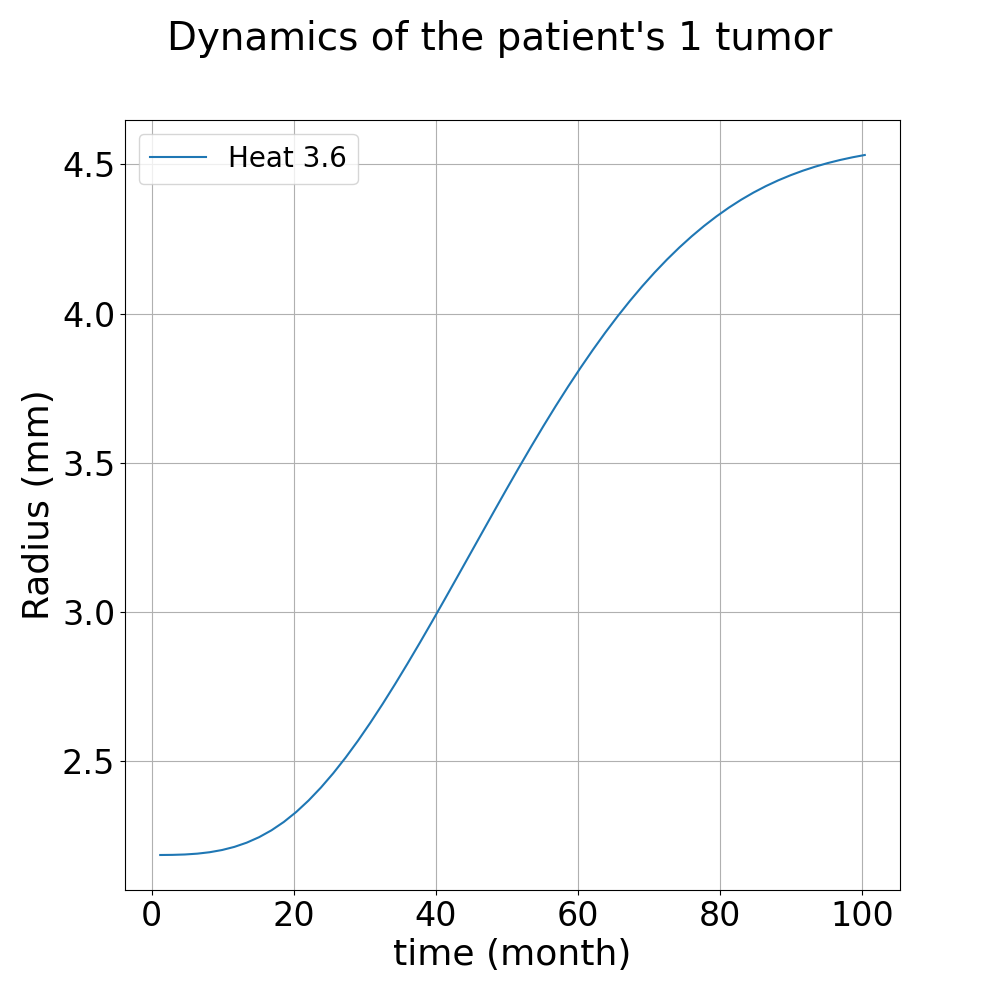 Dynamics of the patient's 1 tumor
Heat 3.6
4.5
4.0
3.5
3.0
2.5
Radius (mm)
0 20 40 60 80 100
time (month)